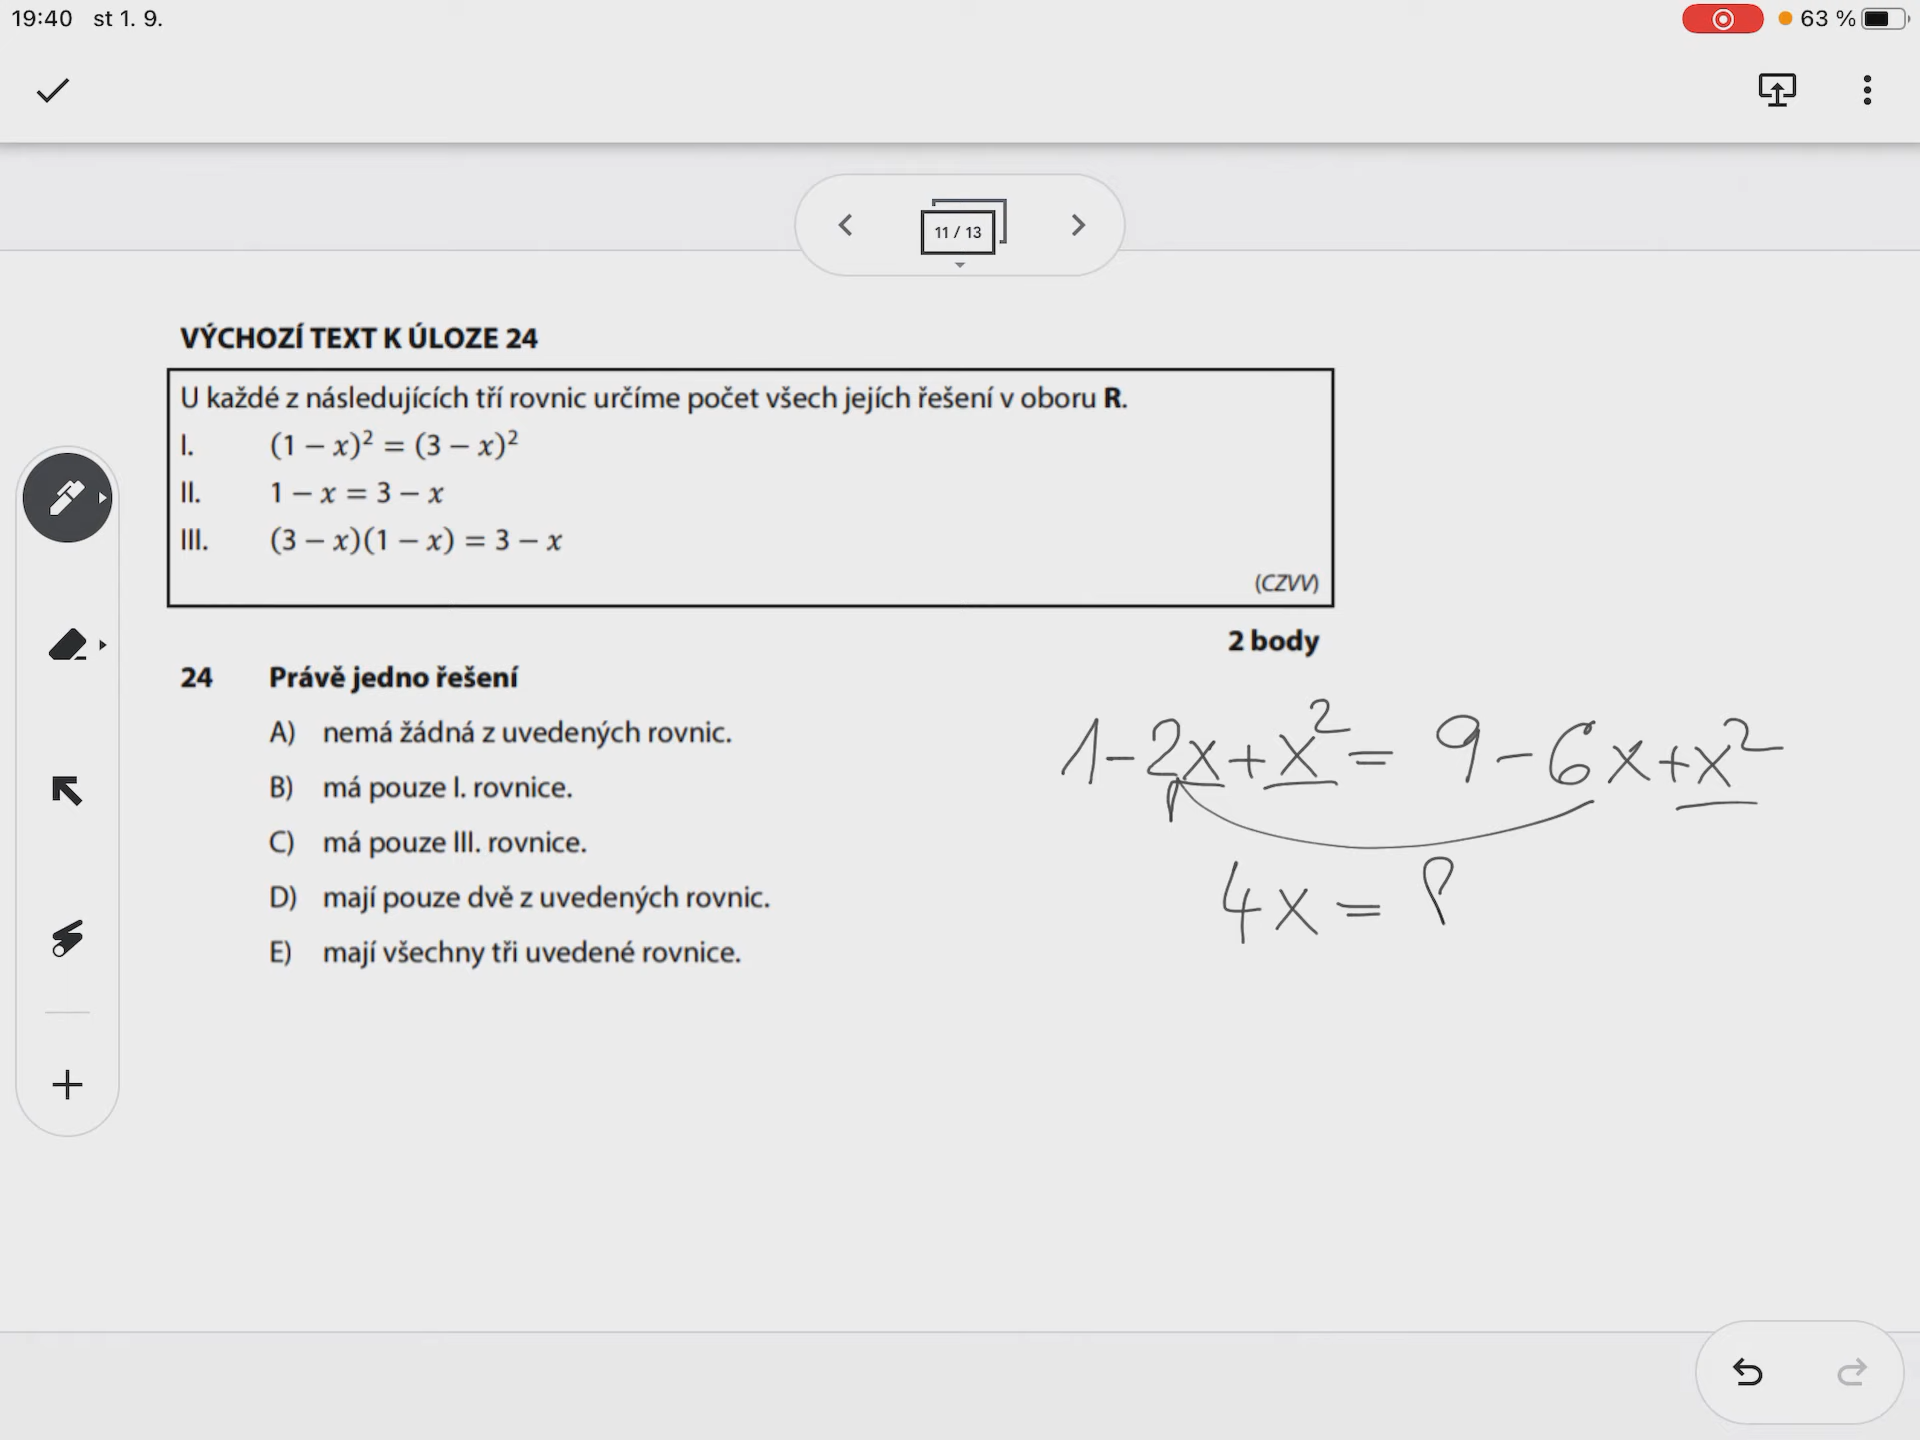 19:40 st 1. 9.
63 %
11 / 13
VÝCHOZÍ TEXT K ÚLOZE 24
U každé z následujících tří rovnic určíme počet všech jejích řešení v oboru R.
I. (1 – x)² = (3 – x)²
II. 1 – x = 3 – x
III. (3 – x)(1 – x) = 3 – x
(CZVV)
2 body
24 Právě jedno řešení
A) nemá žádná z uvedených rovnic.
B) má pouze I. rovnice.
C) má pouze III. rovnice.
D) mají pouze dvě z uvedených rovnic.
E) mají všechny tři uvedené rovnice.
1-2x+x² = 9-6x+x²
4x =